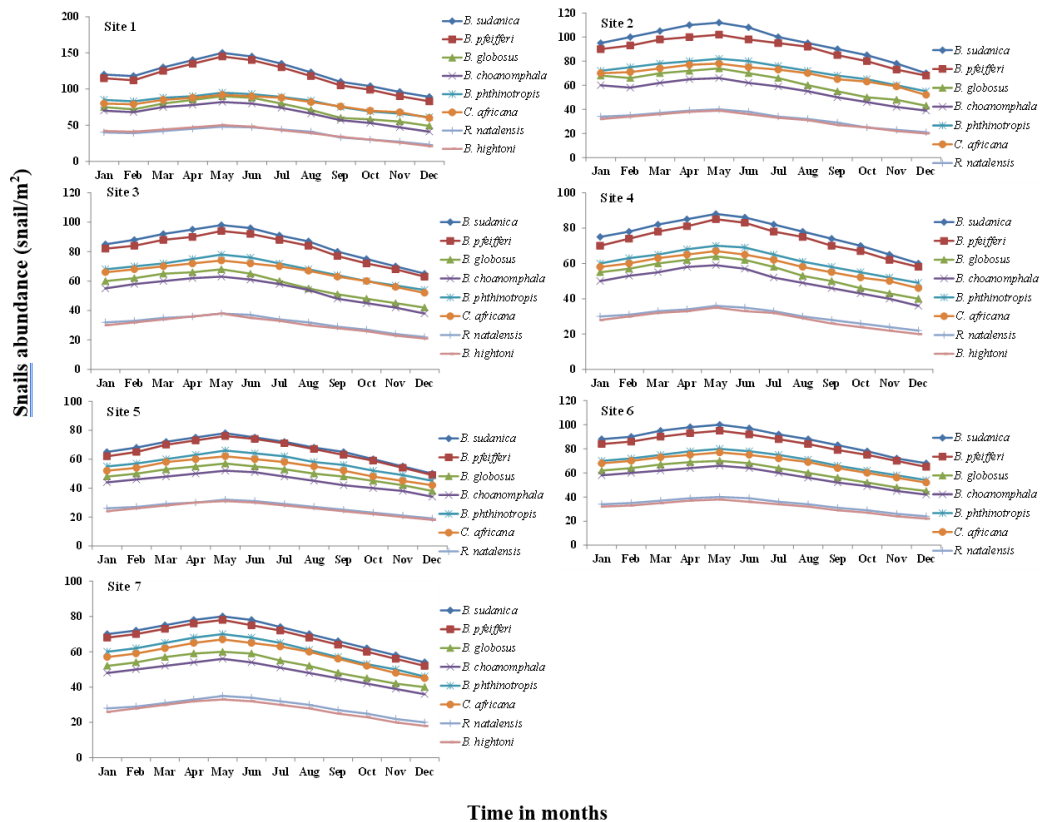 Snails abundance (snail/m²)
Site 1
200
150
100
50
0
Jan Feb Mar Apr May Jun Jul Aug Sep Oct Nov Dec
B. sudanica
B. pfeifferi
B. globosus
B. choanomphala
B. phthinotropis
C. africana
R natalensis
B. hightoni
Site 2
120
100
80
60
40
20
0
Jan Feb Mar Apr May Jun Jul Aug Sep Oct Nov Dec
B. sudanica
B. pfeifferi
B. globosus
B. choanomphala
B. phthinotropis
C. africana
R natalensis
Site 3
120
100
80
60
40
20
0
Jan Feb Mar Apr May Jun Jul Aug Sep Oct Nov Dec
B. sudanica
B. pfeifferi
B. globosus
B. choanomphala
B. phthinotropis
C. africana
R natalensis
B. hightoni
Site 4
100
80
60
40
20
0
Jan Feb Mar Apr May Jun Jul Aug Sep Oct Nov Dec
B. sudanica
B. pfeifferi
B. globosus
B. choanomphala
B. phthinotropis
C. africana
R natalensis
B. hightoni
Site 5
100
80
60
40
20
0
Jan Feb Mar Apr May Jun Jul Aug Sep Oct Nov Dec
B. sudanica
B. pfeifferi
B. globosus
B. choanomphala
B. phthinotropis
C. africana
R natalensis
Site 6
120
100
80
60
40
20
0
Jan Feb Mar Apr May Jun Jul Aug Sep Oct Nov Dec
B. sudanica
B. pfeifferi
B. globosus
B. choanomphala
B. phthinotropis
C. africana
R natalensis
Site 7
100
80
60
40
20
0
Jan Feb Mar Apr May Jun Jul Aug Sep Oct Nov Dec
B. sudanica
B. pfeifferi
B. globosus
B. choanomphala
B. phthinotropis
C. africana
R natalensis
B. hightoni
Time in months